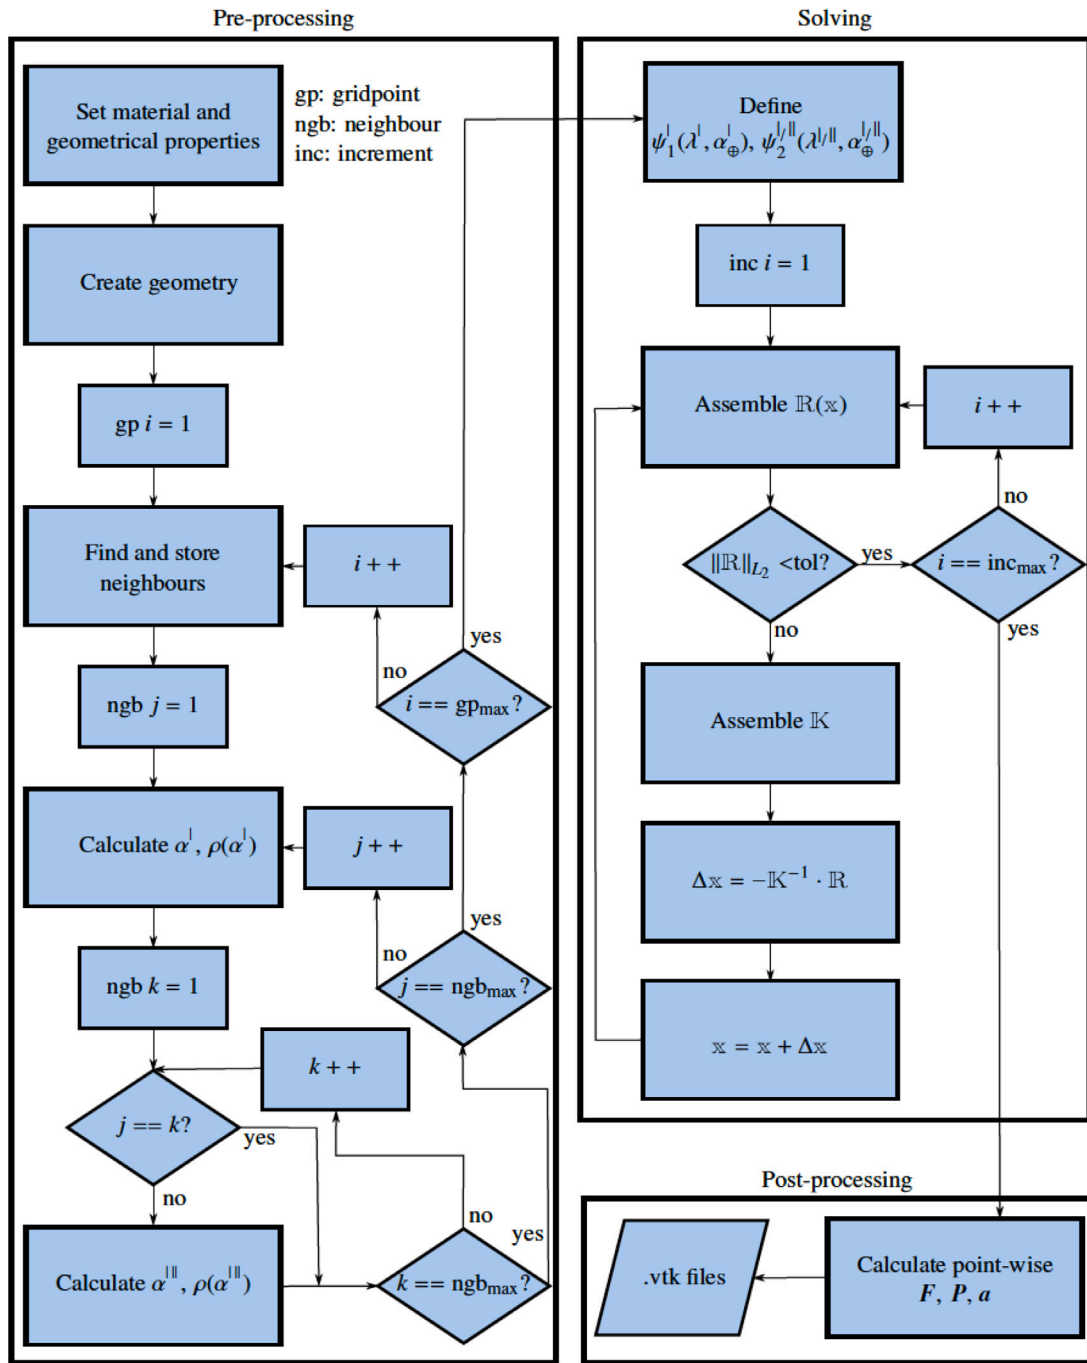 Pre-processing
Set material and
geometrical properties
gp: gridpoint
ngb: neighbour
inc: increment
Create geometry
gp i = 1
Find and store
neighbours
i + +
no
yes
i == gpₘₐₓ?
ngb j = 1
Calculate α^|, ρ(α^|)
j + +
no
yes
j == ngbₘₐₓ?
ngb k = 1
k + +
j == k?
yes
no
Calculate α^|‖, ρ(α^|‖)
no
yes
k == ngbₘₐₓ?
Solving
Define
ψ₁^|(λ^|, α_⊕^|), ψ₂^|/‖(λ^|/‖, α_⊕^|/‖)
inc i = 1
Assemble ℝ(𝕩)
i + +
no
‖ℝ‖_L₂ <tol?
yes
i == incₘₐₓ?
no
yes
Assemble 𝕂
Δ𝕩 = −𝕂⁻¹ · ℝ
𝕩 = 𝕩 + Δ𝕩
Post-processing
.vtk files
Calculate point-wise
F, P, a